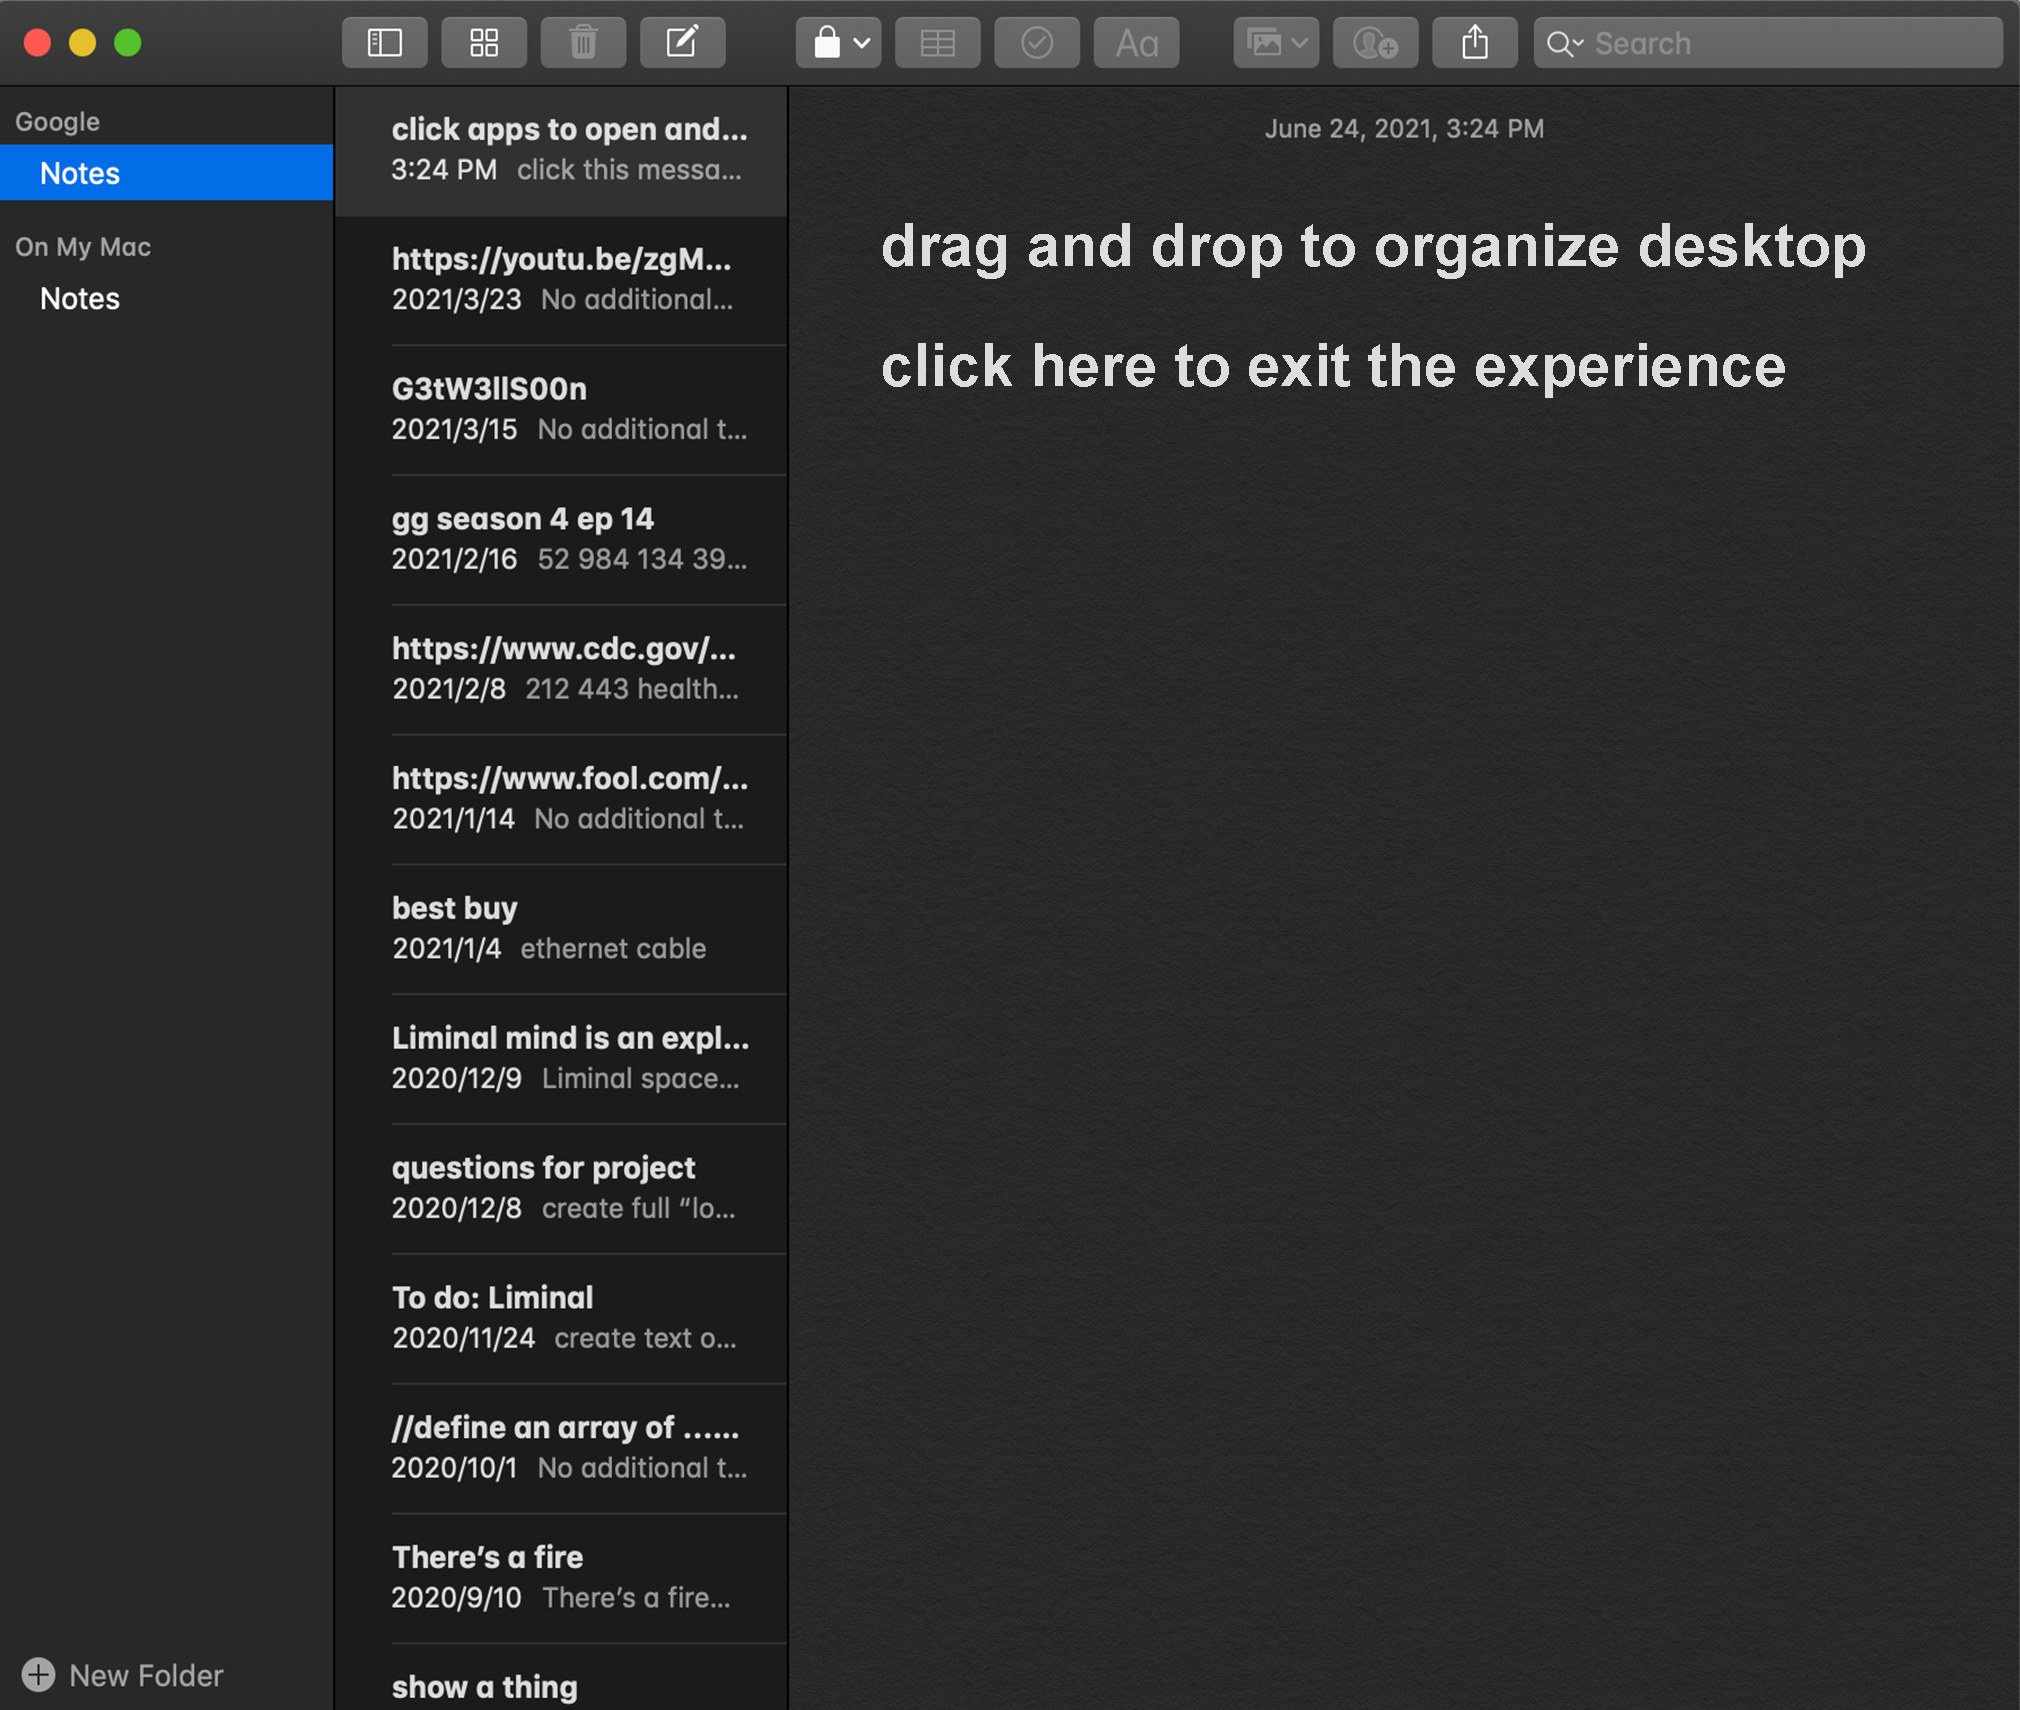 Aa
Search
Google
Notes
On My Mac
Notes
New Folder
click apps to open and...
3:24 PM click this messa...
https://youtu.be/zgM...
2021/3/23 No additional...
G3tW3llS00n
2021/3/15 No additional t...
gg season 4 ep 14
2021/2/16 52 984 134 39...
https://www.cdc.gov/...
2021/2/8 212 443 health...
https://www.fool.com/...
2021/1/14 No additional t...
best buy
2021/1/4 ethernet cable
Liminal mind is an expl...
2020/12/9 Liminal space...
questions for project
2020/12/8 create full “lo...
To do: Liminal
2020/11/24 create text o...
//define an array of ......
2020/10/1 No additional t...
There’s a fire
2020/9/10 There’s a fire...
show a thing
June 24, 2021, 3:24 PM
drag and drop to organize desktop
click here to exit the experience